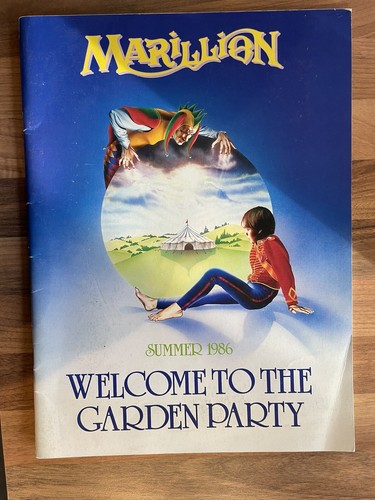 MARILLION
SUMMER 1986
WELCOME TO THE
GARDEN PARTY